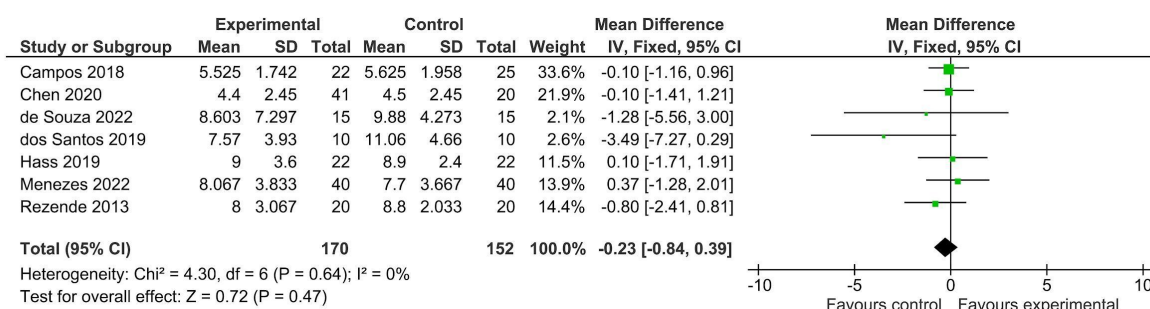 Experimental Control Mean Difference Mean Difference
Study or Subgroup Mean SD Total Mean SD Total Weight IV, Fixed, 95% CI IV, Fixed, 95% CI
Campos 2018 5.525 1.742 22 5.625 1.958 25 33.6% -0.10 [-1.16, 0.96]
Chen 2020 4.4 2.45 41 4.5 2.45 20 21.9% -0.10 [-1.41, 1.21]
de Souza 2022 8.603 7.297 15 9.88 4.273 15 2.1% -1.28 [-5.56, 3.00]
dos Santos 2019 7.57 3.93 10 11.06 4.66 10 2.6% -3.49 [-7.27, 0.29]
Hass 2019 9 3.6 22 8.9 2.4 22 11.5% 0.10 [-1.71, 1.91]
Menezes 2022 8.067 3.833 40 7.7 3.667 40 13.9% 0.37 [-1.28, 2.01]
Rezende 2013 8 3.067 20 8.8 2.033 20 14.4% -0.80 [-2.41, 0.81]
Total (95% CI) 170 152 100.0% -0.23 [-0.84, 0.39]
Heterogeneity: Chi² = 4.30, df = 6 (P = 0.64); I² = 0%
Test for overall effect: Z = 0.72 (P = 0.47)
-10 -5 0 5 10
Favours control Favours experimental